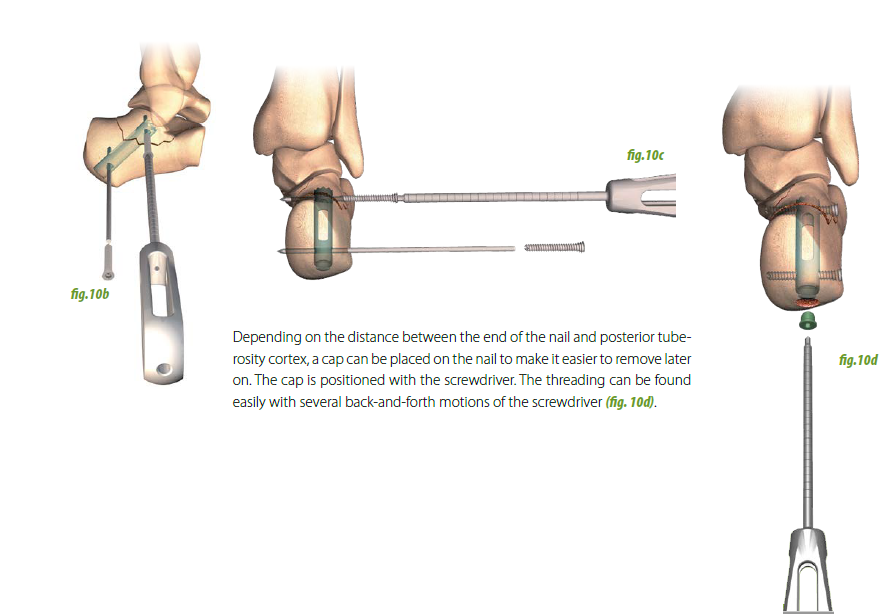 fig.10c
fig.10b
Depending on the distance between the end of the nail and posterior tube-
rosity cortex, a cap can be placed on the nail to make it easier to remove later
on. The cap is positioned with the screwdriver. The threading can be found
easily with several back-and-forth motions of the screwdriver (fig. 10d).
fig.10d